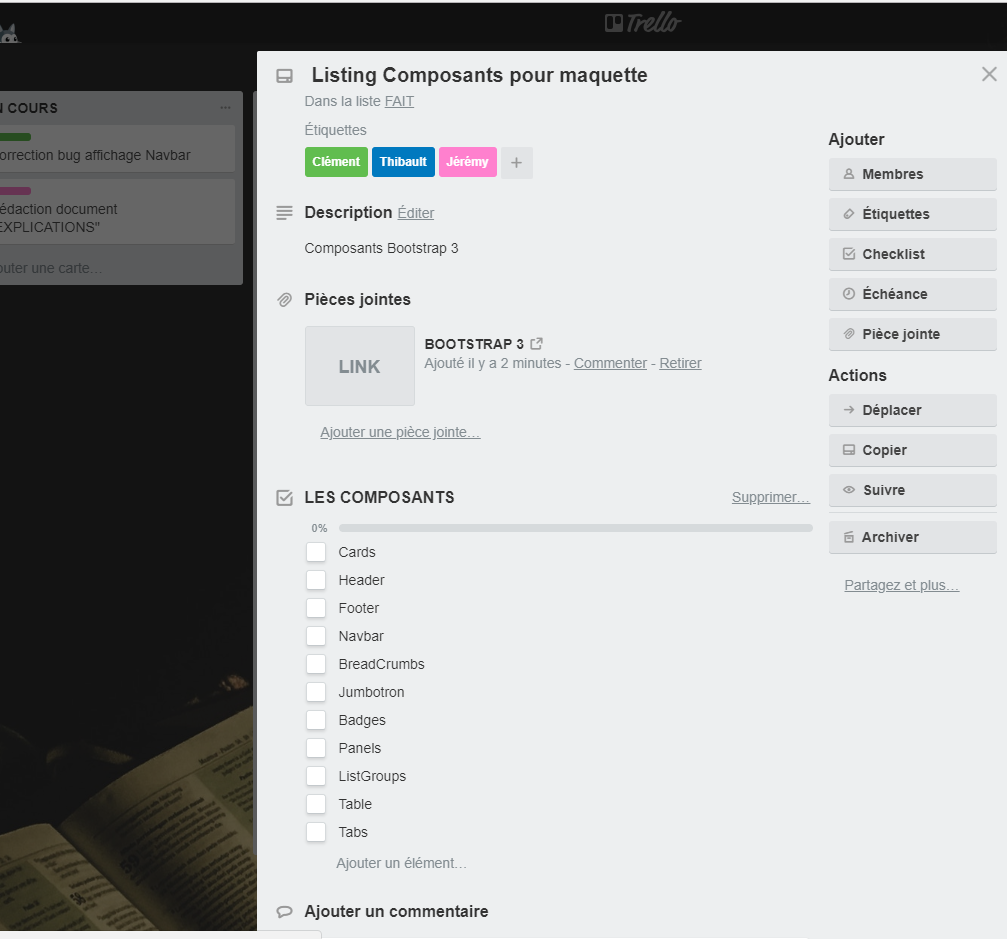 Trello
N COURS
...
orrection bug affichage Navbar
édaction document
EXPLICATIONS"
outer une carte…
Listing Composants pour maquette
Dans la liste FAIT
Étiquettes
Clément Thibault Jérémy +
Description Éditer
Composants Bootstrap 3
Pièces jointes
LINK
BOOTSTRAP 3
Ajouté il y a 2 minutes - Commenter - Retirer
Ajouter une pièce jointe…
LES COMPOSANTS Supprimer…
0%
Cards
Header
Footer
Navbar
BreadCrumbs
Jumbotron
Badges
Panels
ListGroups
Table
Tabs
Ajouter un élément…
Ajouter un commentaire
Ajouter
Membres
Étiquettes
Checklist
Échéance
Pièce jointe
Actions
Déplacer
Copier
Suivre
Archiver
Partagez et plus…